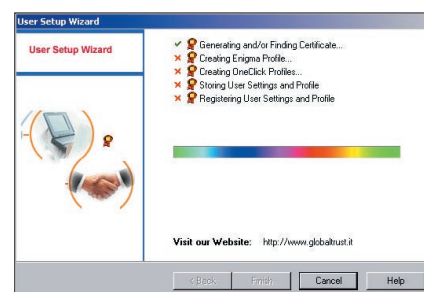 User Setup Wizard
User Setup Wizard
Generating and/or Finding Certificate...
Creating Enigma Profile...
Creating OneClick Profiles...
Storing User Settings and Profile
Registering User Settings and Profile
Visit our Website: http://www.globaltrust.it
< Back Finish Cancel Help